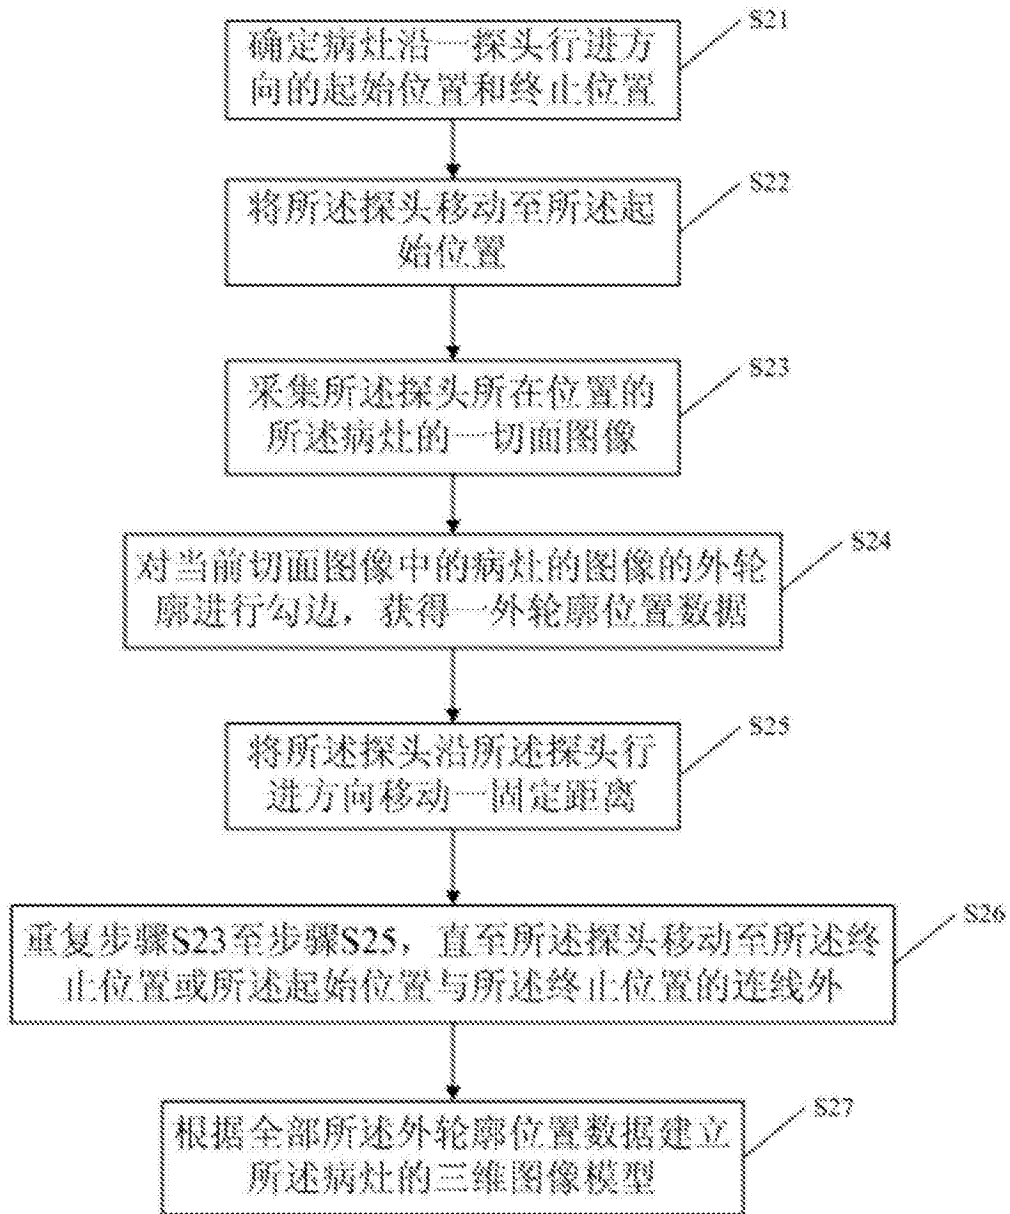 S21
确定病灶沿一探头行进方
向的起始位置和终止位置
S22
将所述探头移动至所述起
始位置
S23
采集所述探头所在位置的
所述病灶的一切面图像
S24
对当前切面图像中的病灶的图像的外轮
廓进行勾边，获得一外轮廓位置数据
S25
将所述探头沿所述探头行
进方向移动一固定距离
S26
重复步骤S23至步骤S25，直至所述探头移动至所述终
止位置或所述起始位置与所述终止位置的连线外
S27
根据全部所述外轮廓位置数据建立
所述病灶的三维图像模型